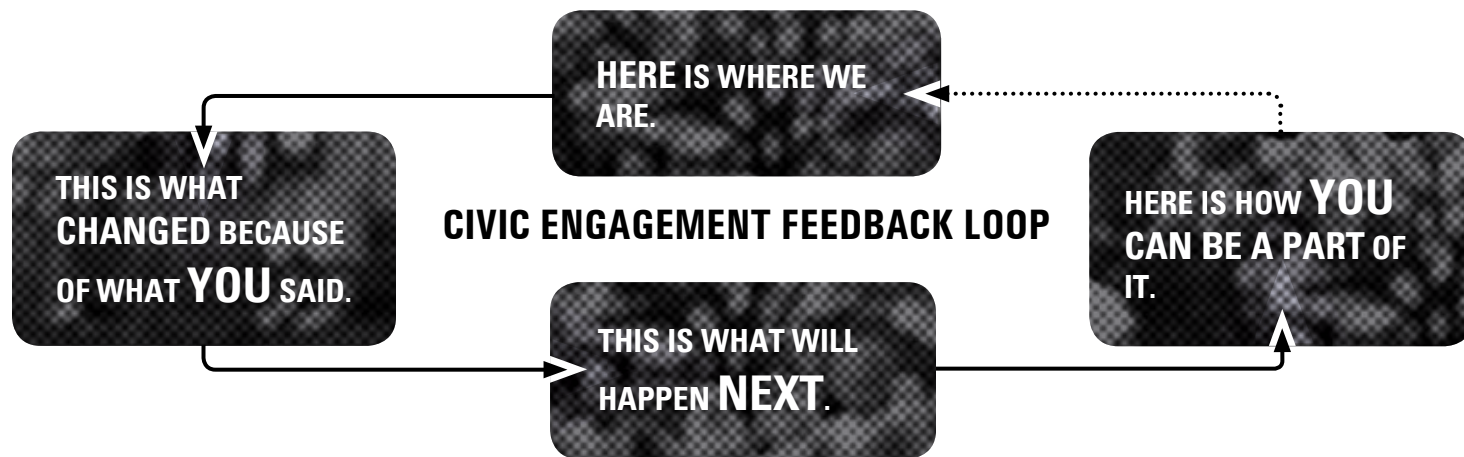 HERE IS WHERE WE
ARE.
THIS IS WHAT
CHANGED BECAUSE
OF WHAT YOU SAID.
CIVIC ENGAGEMENT FEEDBACK LOOP
HERE IS HOW YOU
CAN BE A PART OF
IT.
THIS IS WHAT WILL
HAPPEN NEXT.